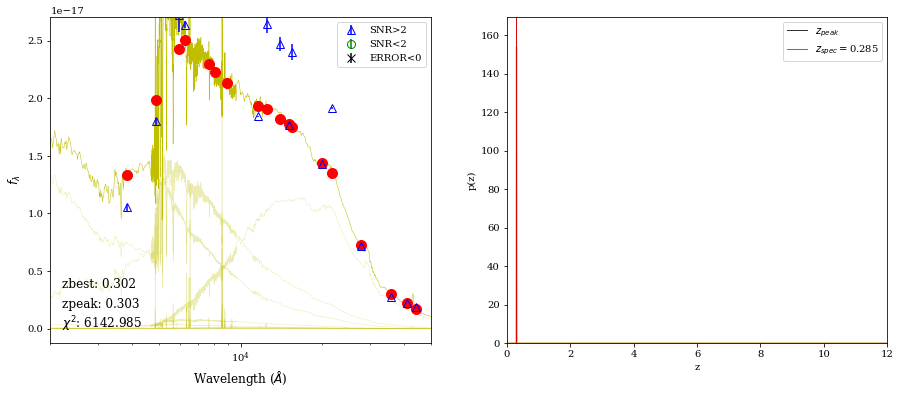 1e−17
2.5
2.0
1.5
1.0
0.5
0.0
f_λ
SNR>2
SNR<2
ERROR<0
zbest: 0.302
zpeak: 0.303
χ²: 6142.985
10⁴
Wavelength (Å)
160
140
120
100
80
60
40
20
0
p(z)
z_peak
z_spec = 0.285
0 2 4 6 8 10 12
z